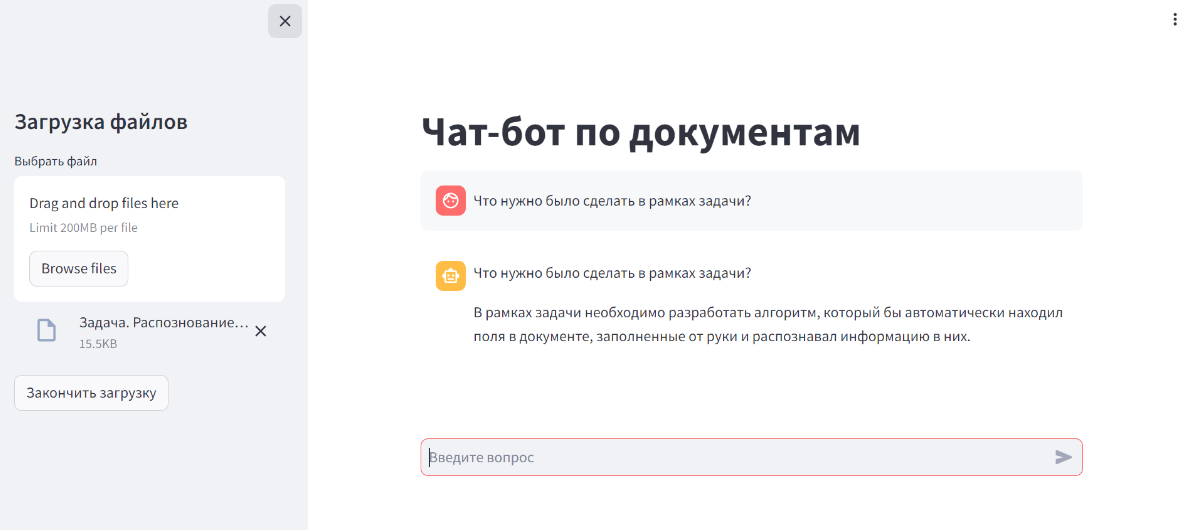 Загрузка файлов
Выбрать файл
Drag and drop files here
Limit 200MB per file
Browse files
Задача. Распознование...
15.5KB
Закончить загрузку
Чат-бот по документам
Что нужно было сделать в рамках задачи?
Что нужно было сделать в рамках задачи?
В рамках задачи необходимо разработать алгоритм, который бы автоматически находил
поля в документе, заполненные от руки и распознавал информацию в них.
Введите вопрос